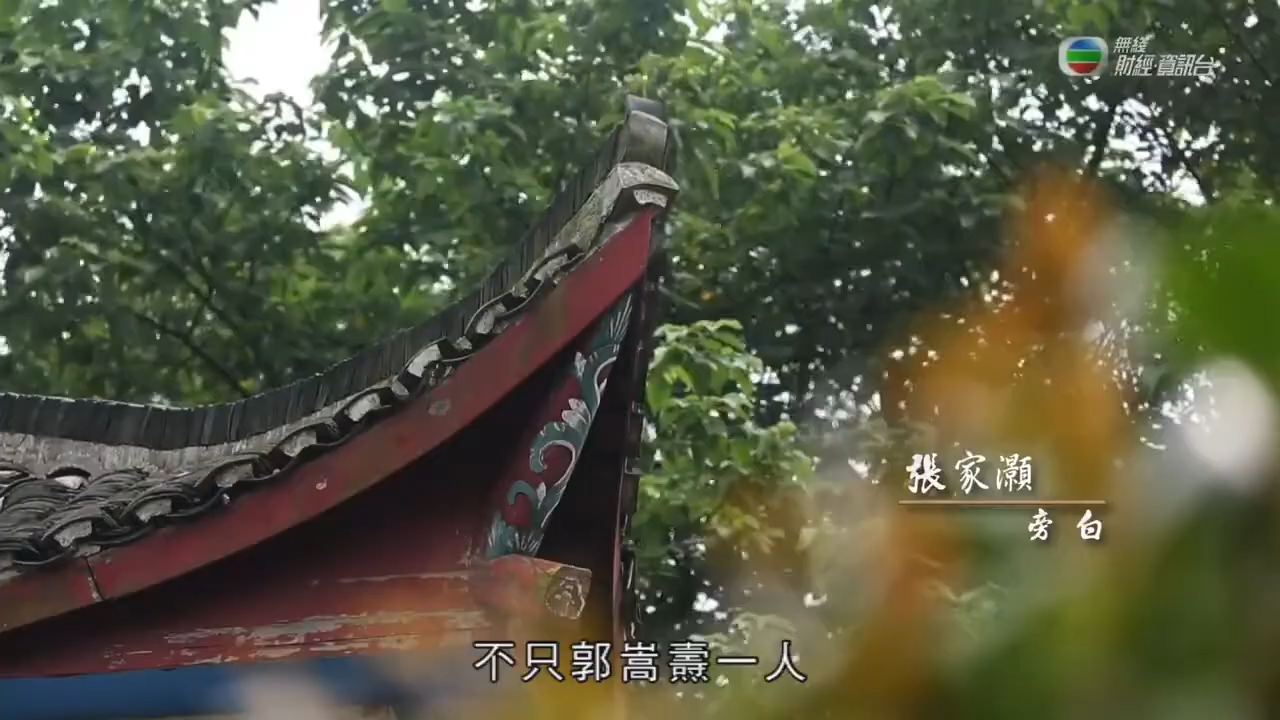 無綫
財經·資訊台
張家灝
旁白
不只郭嵩燾一人